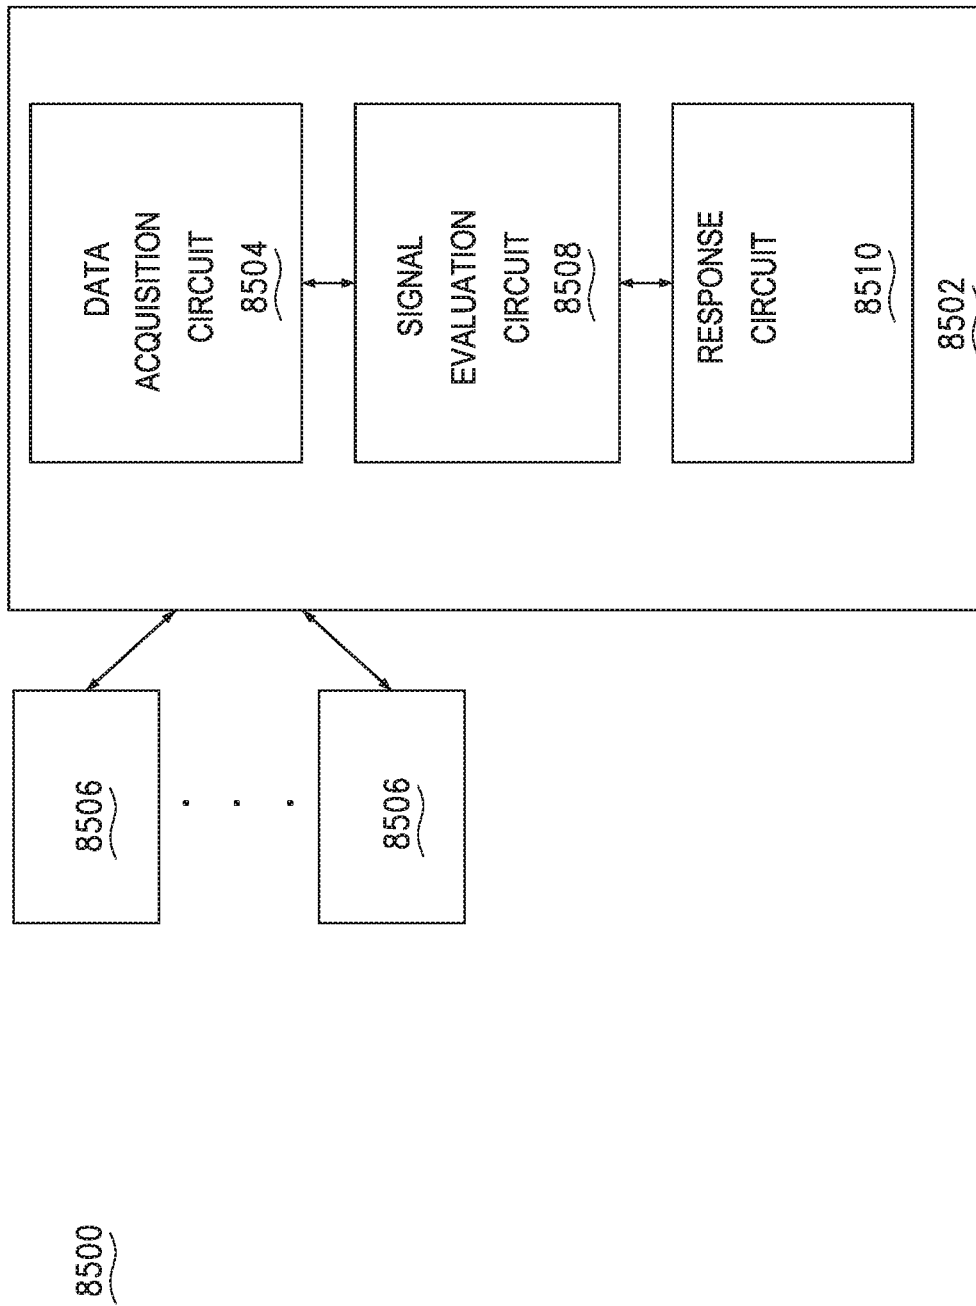 8500
8506
8506
DATA
ACQUISITION
CIRCUIT
8504
SIGNAL
EVALUATION
CIRCUIT
8508
RESPONSE
CIRCUIT
8510
8502